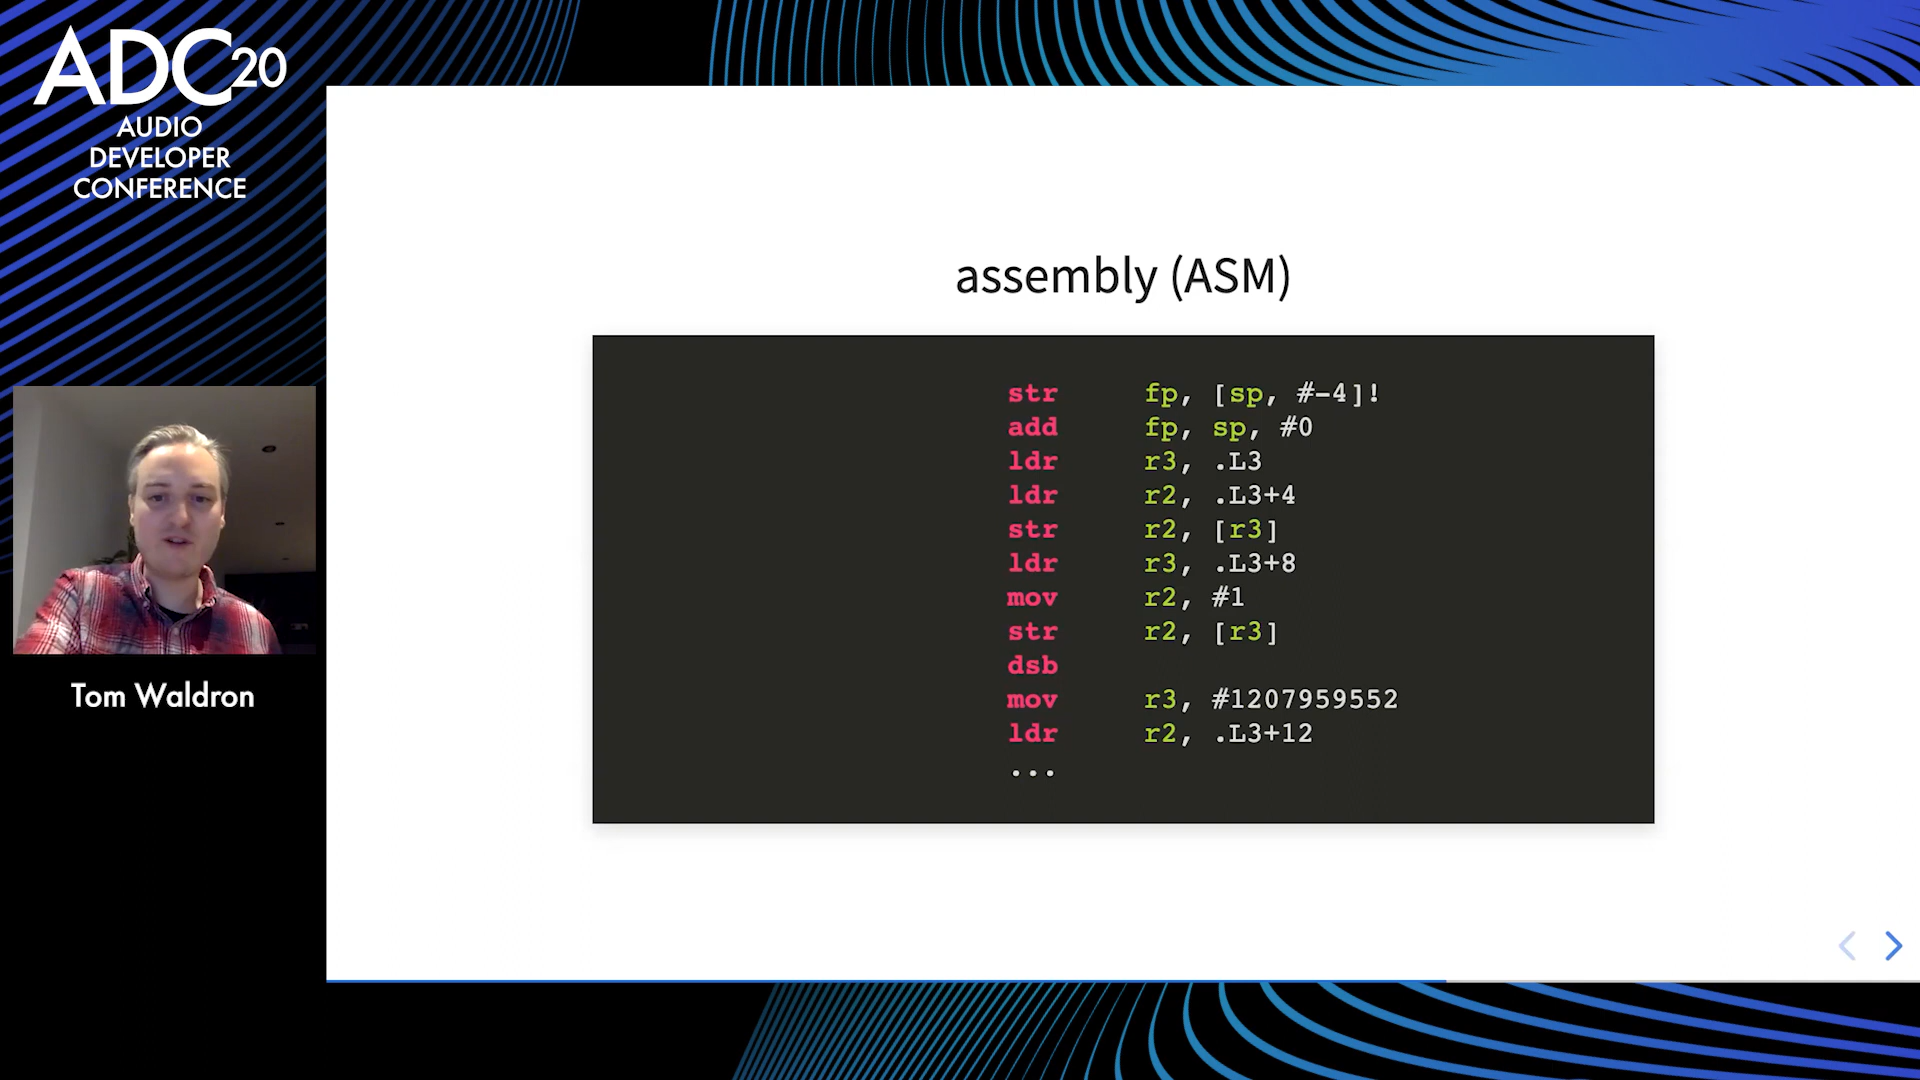 ADC20
AUDIO
DEVELOPER
CONFERENCE
Tom Waldron
assembly (ASM)
str fp, [sp, #-4]!
add fp, sp, #0
ldr r3, .L3
ldr r2, .L3+4
str r2, [r3]
ldr r3, .L3+8
mov r2, #1
str r2, [r3]
dsb
mov r3, #1207959552
ldr r2, .L3+12
...